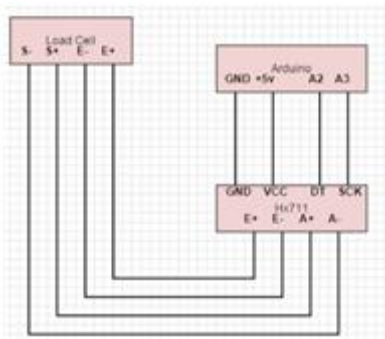 Load Cell
S- S+ E- E+
Arduino
GND +5v A2 A3
GND VCC DT SCK
Hx711
E+ E- A+ A-